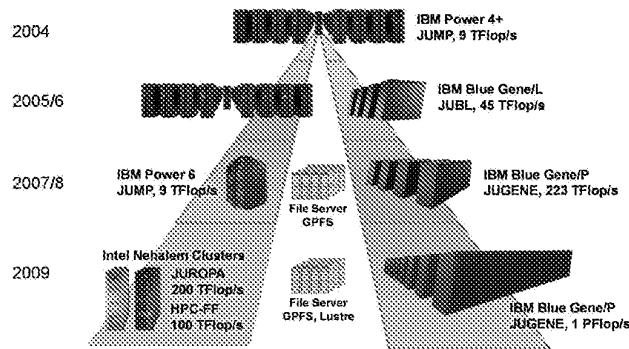 2004
IBM Power 4+
JUMP, 9 TFlop/s
2005/6
IBM Blue Gene/L
JUBL, 45 TFlop/s
2007/8
IBM Power 6
JUMP, 9 TFlop/s
File Server
GPFS
IBM Blue Gene/P
JUGENE, 223 TFlop/s
2009
Intel Nehalem Clusters
JUROPA
200 TFlop/s
HPC-FF
100 TFlop/s
File Server
GPFS, Lustre
IBM Blue Gene/P
JUGENE, 1 PFlop/s